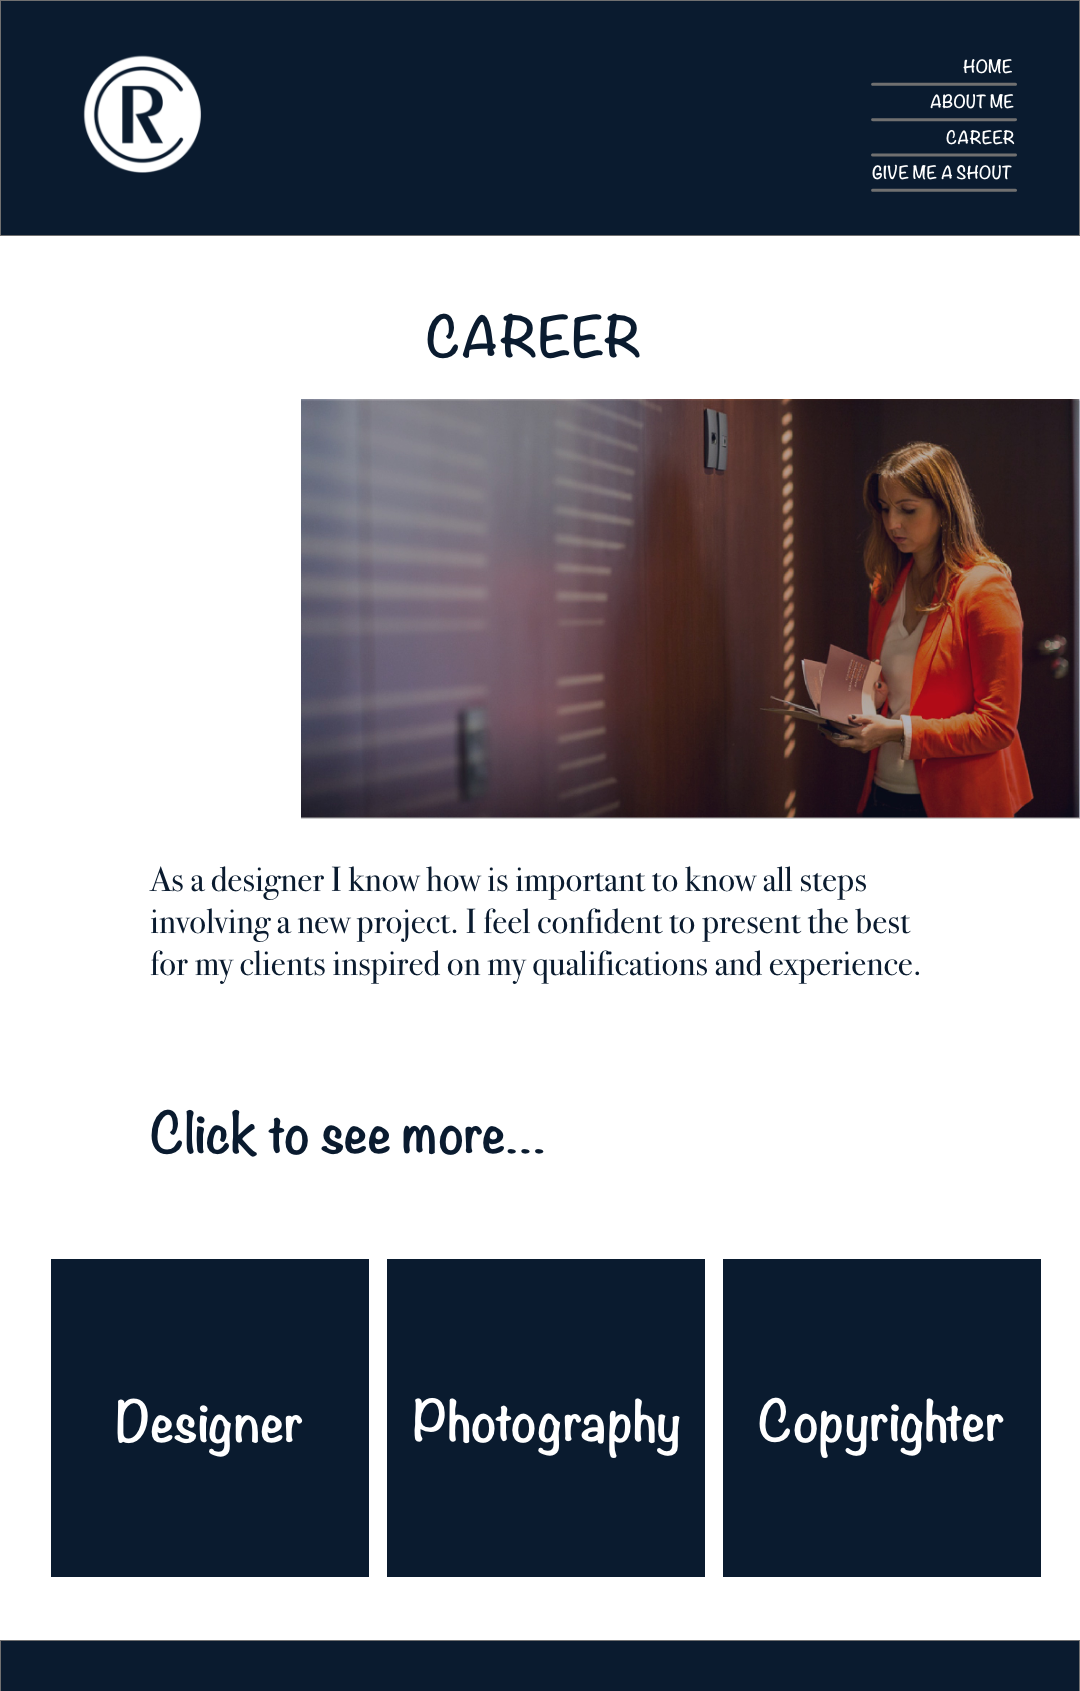 R
HOME
ABOUT ME
CAREER
GIVE ME A SHOUT
CAREER
As a designer I know how is important to know all steps
involving a new project. I feel confident to present the best
for my clients inspired on my qualifications and experience.
Click to see more...
Designer
Photography
Copyrighter